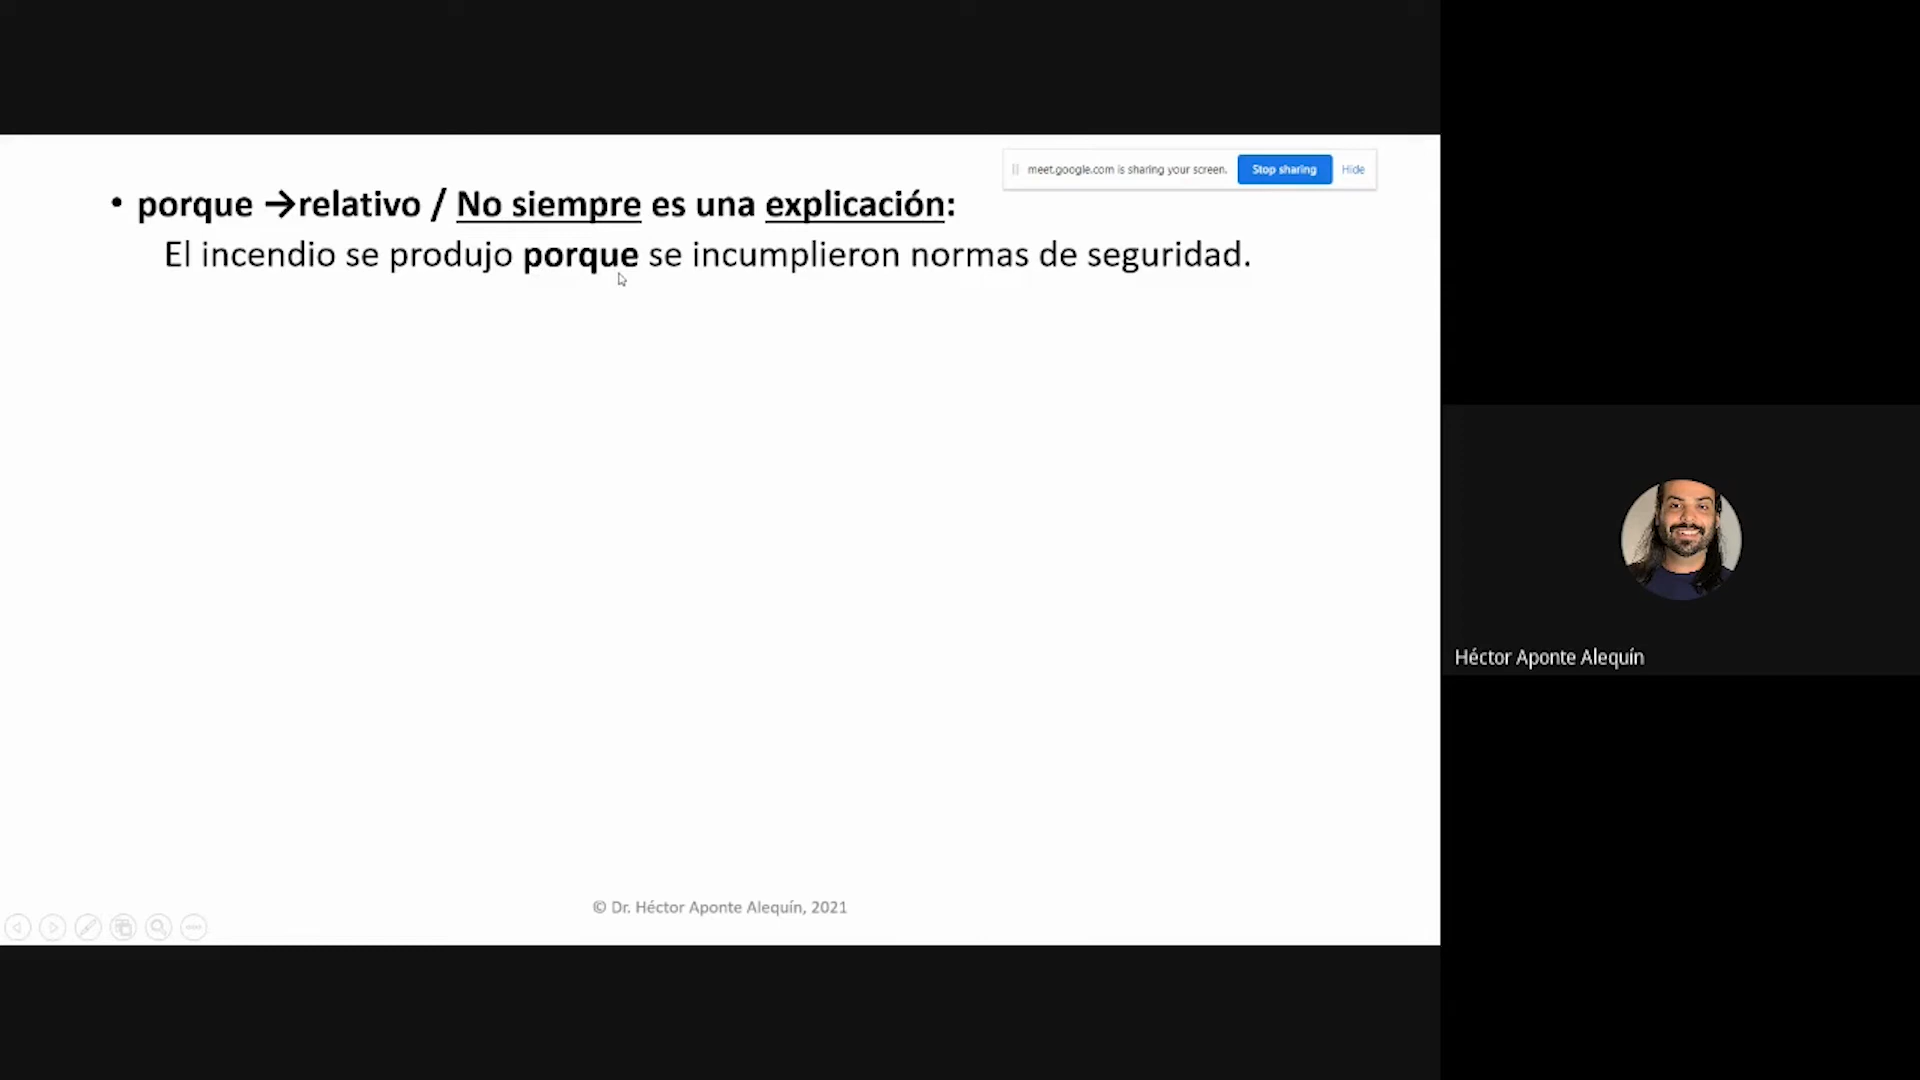 meet.google.com is sharing your screen. Stop sharing Hide
• porque →relativo / No siempre es una explicación:
El incendio se produjo porque se incumplieron normas de seguridad.
Héctor Aponte Alequín
© Dr. Héctor Aponte Alequín, 2021